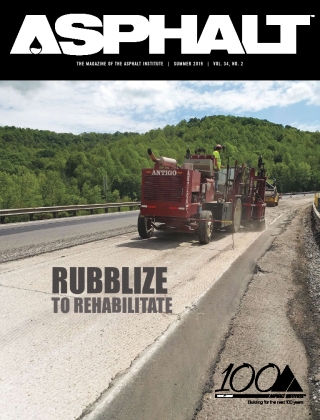 ASPHALT
THE MAGAZINE OF THE ASPHALT INSTITUTE | SUMMER 2019 | VOL. 34, NO. 2
ANTIGO
RUBBLIZE
TO REHABILITATE
100
Building for the next 100 years